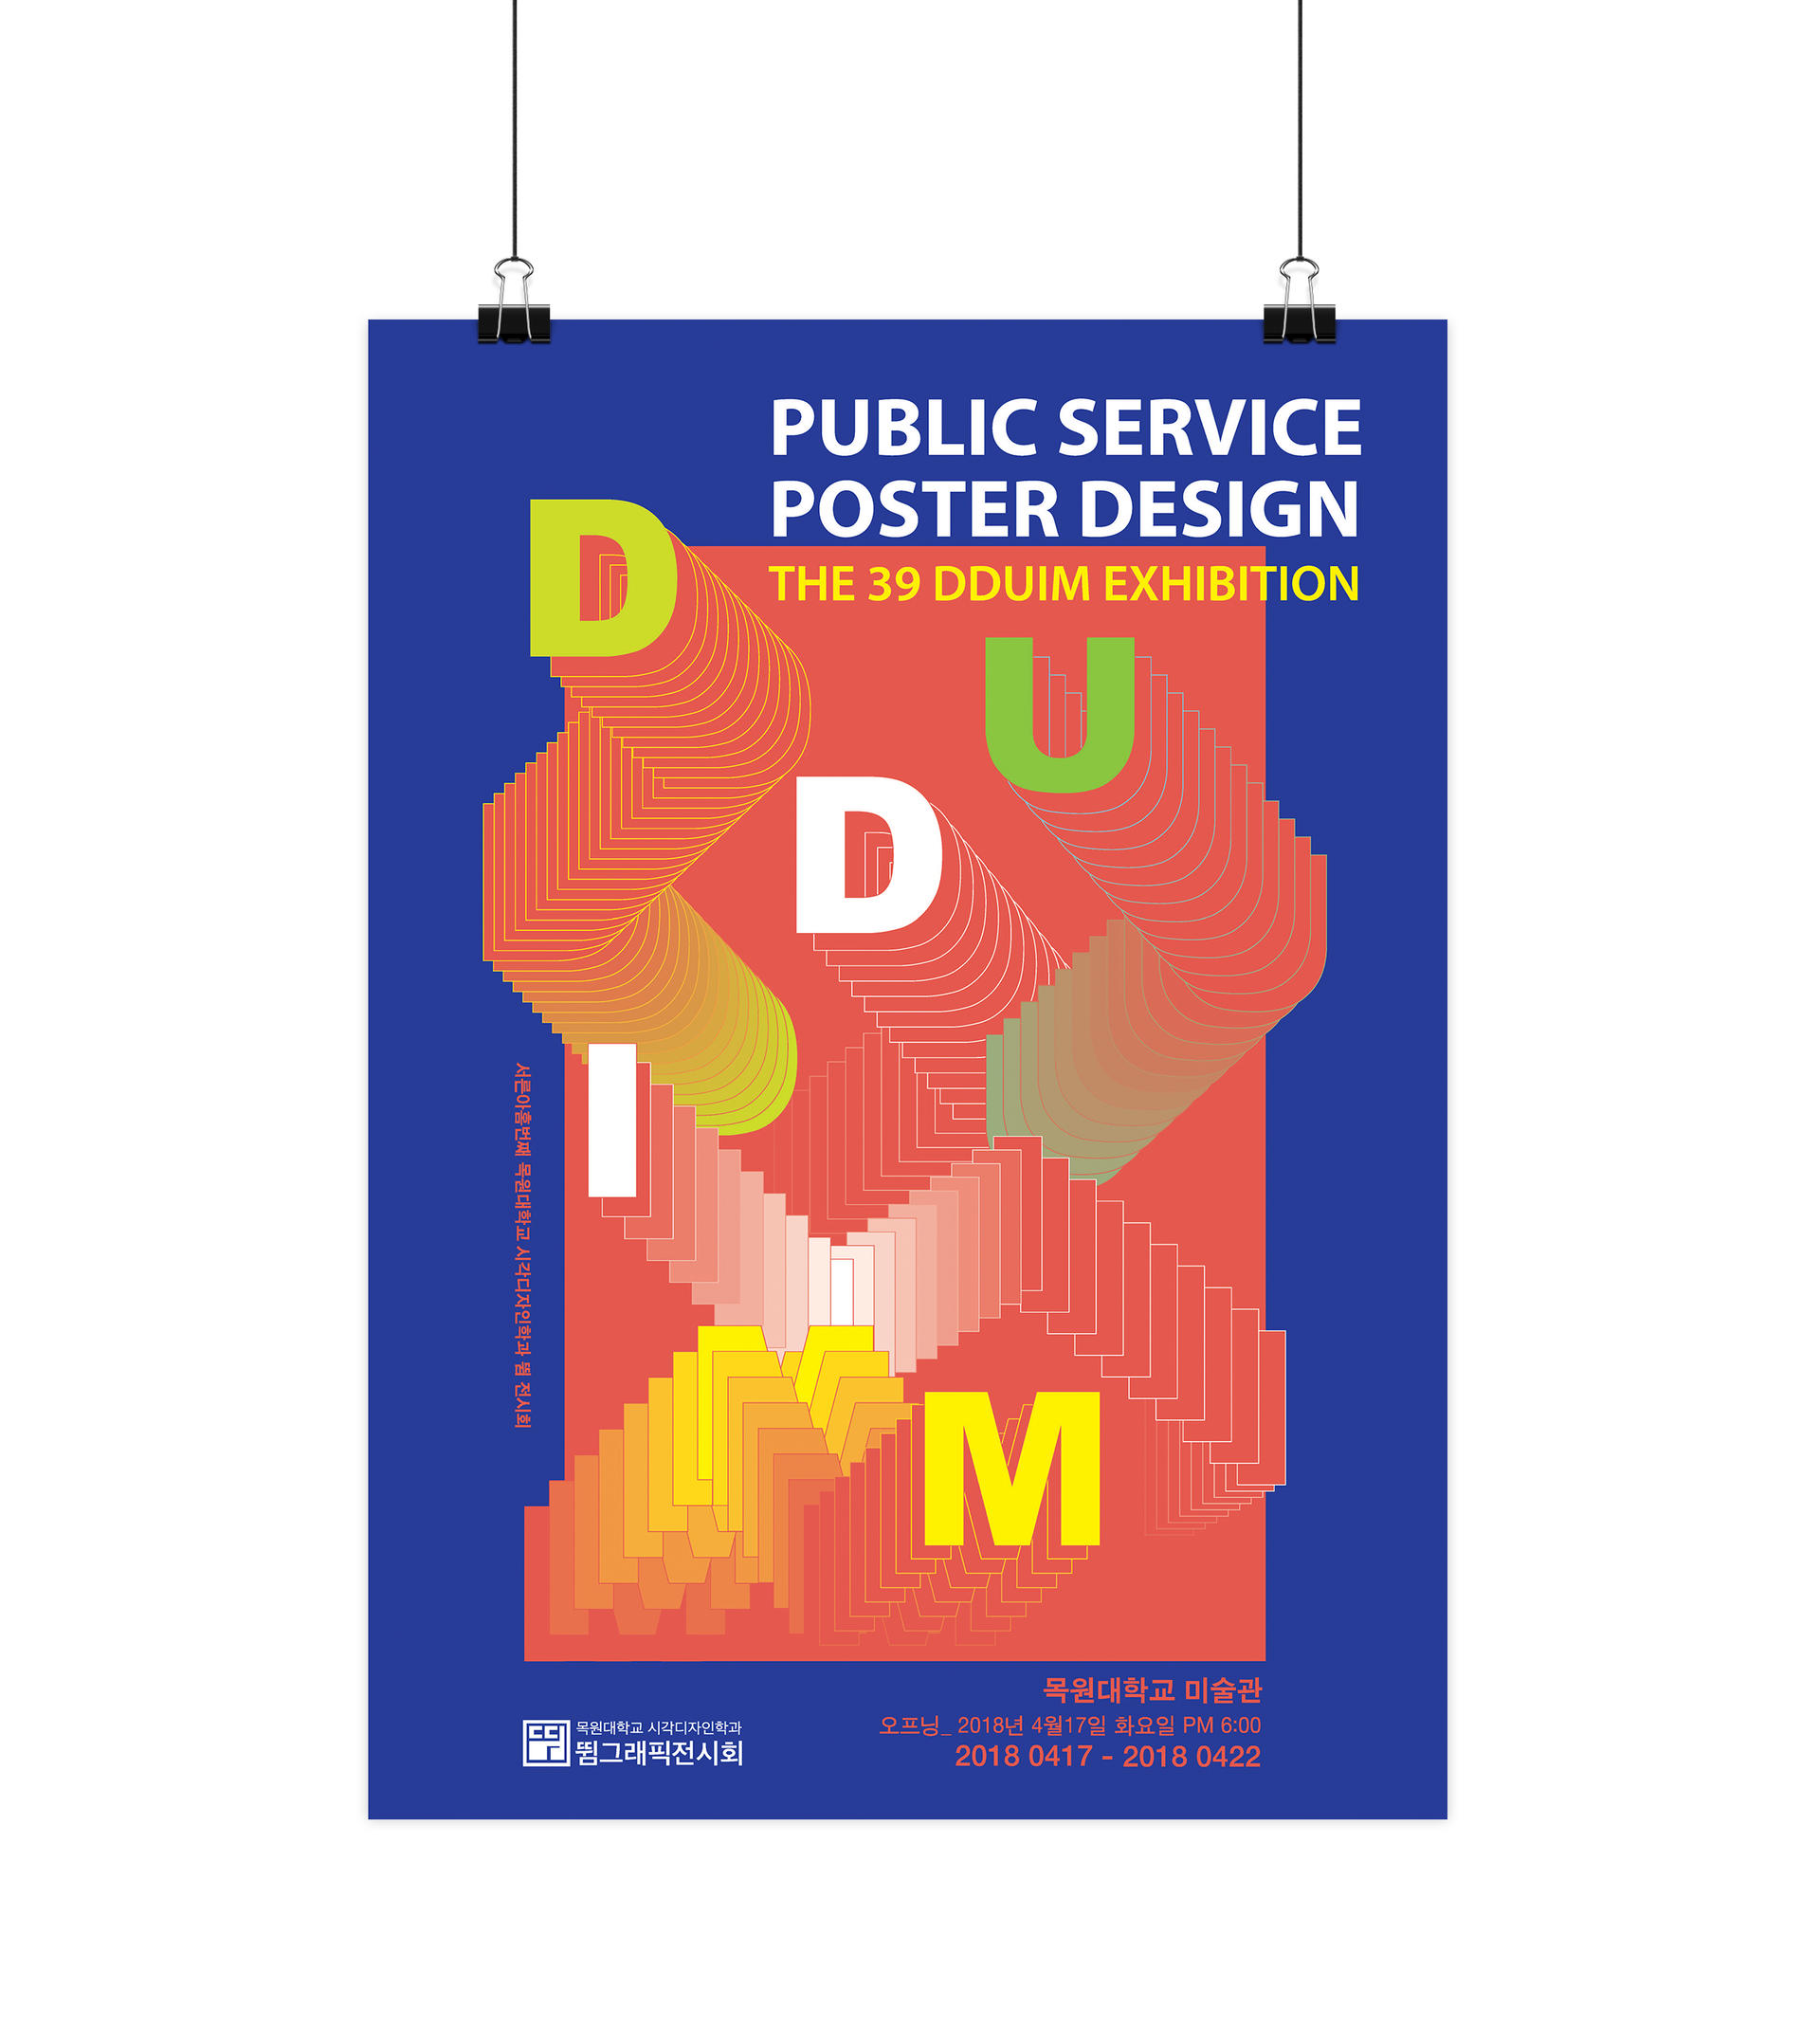 PUBLIC SERVICE
POSTER DESIGN
THE 39 DDUIM EXHIBITION
D
U
D
I
M
서른아홉번째 목원대학교 시각디자인학과 뜀 전시회
목원대학교 미술관
오프닝_ 2018년 4월17일 화요일 PM 6:00
2018 0417 - 2018 0422
목원대학교 시각디자인학과
뜀그래픽전시회